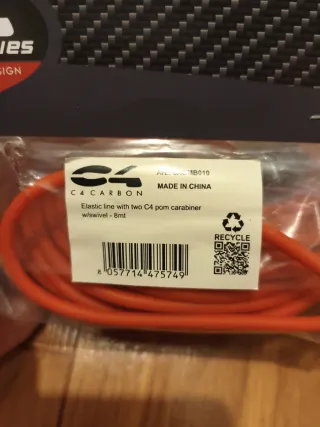 SIGN
C4
C4 CARBON
MADE IN CHINA
Elastic line with two C4 pom carabiner
w/swivel - 8mt
RECYCLE
8 057714 475749